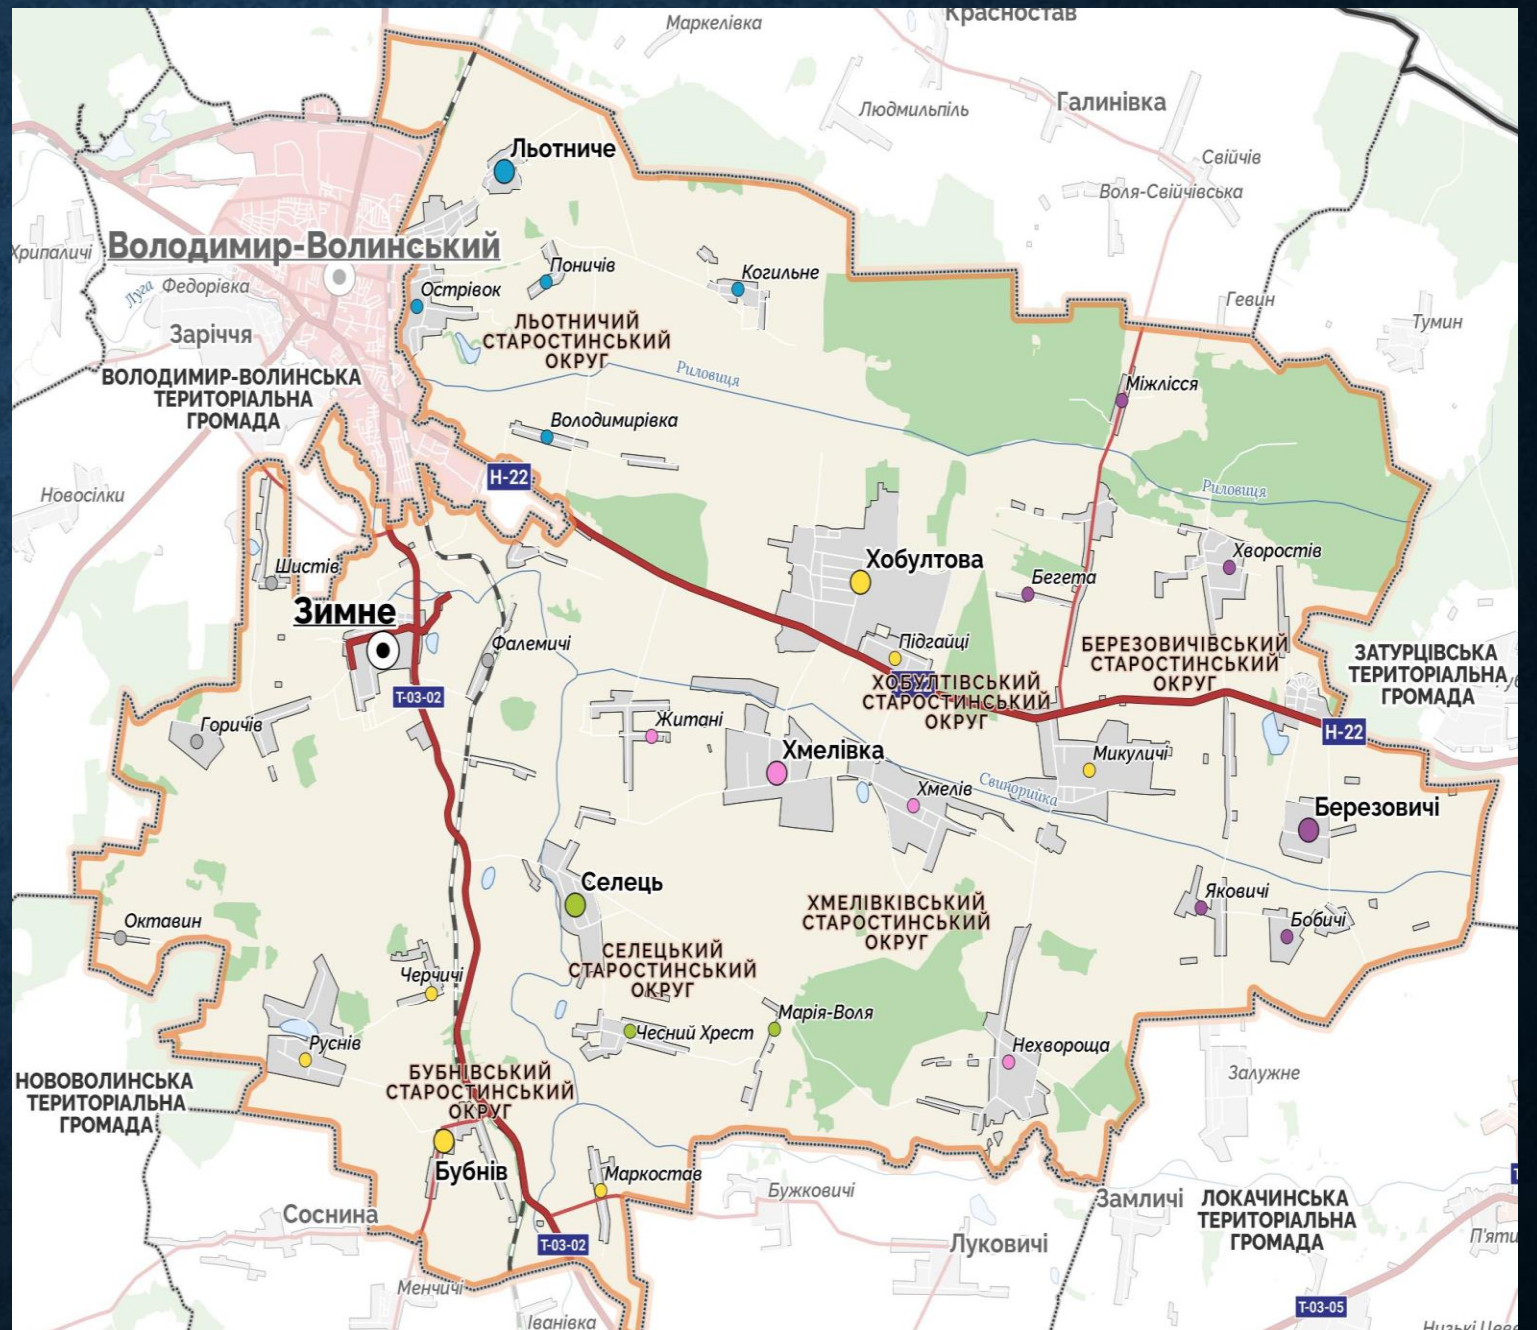 Маркелівка
Красностав
Людмильпіль
Галинівка
Свійчів
Воля-Свійчівська
Льотниче
Хрипаличі
Володимир-Волинський
Луга
Федорівка
Поничів
Когильне
Острівок
Гевин
Тумин
Заріччя
ЛЬОТНИЧИЙ
СТАРОСТИНСЬКИЙ
ОКРУГ
Риловиця
ВОЛОДИМИР-ВОЛИНСЬКА
ТЕРИТОРІАЛЬНА
ГРОМАДА
Міжлісся
Володимирівка
Н-22
Новосілки
Риловиця
Шистів
Хобултова
Хворостів
Бегета
Зимне
Фалемичі
Підгайці
БЕРЕЗОВИЧІВСЬКИЙ
СТАРОСТИНСЬКИЙ
ОКРУГ
ЗАТУРЦІВСЬКА
ТЕРИТОРІАЛЬНА
ГРОМАДА
Т-03-02
ХОБУЛТІВСЬКИЙ
СТАРОСТИНСЬКИЙ
ОКРУГ
Горичів
Житані
Н-22
Хмелівка
Микуличі
Хмелів
Свинорийка
Березовичі
Селець
Октавин
ХМЕЛІВКІВСЬКИЙ
СТАРОСТИНСЬКИЙ
ОКРУГ
Яковичі
Бобичі
СЕЛЕЦЬКИЙ
СТАРОСТИНСЬКИЙ
ОКРУГ
Черчичі
Марія-Воля
Чесний Хрест
Руснів
Нехвороща
Залужне
НОВОВОЛИНСЬКА
ТЕРИТОРІАЛЬНА
ГРОМАДА
БУБНІВСЬКИЙ
СТАРОСТИНСЬКИЙ
ОКРУГ
Бубнів
Маркостав
Бужковичі
Замличі
ЛОКАЧИНСЬКА
ТЕРИТОРІАЛЬНА
ГРОМАДА
Соснина
Т-03-02
Луковичі
Менчичі
Іванівка
Т-03-05